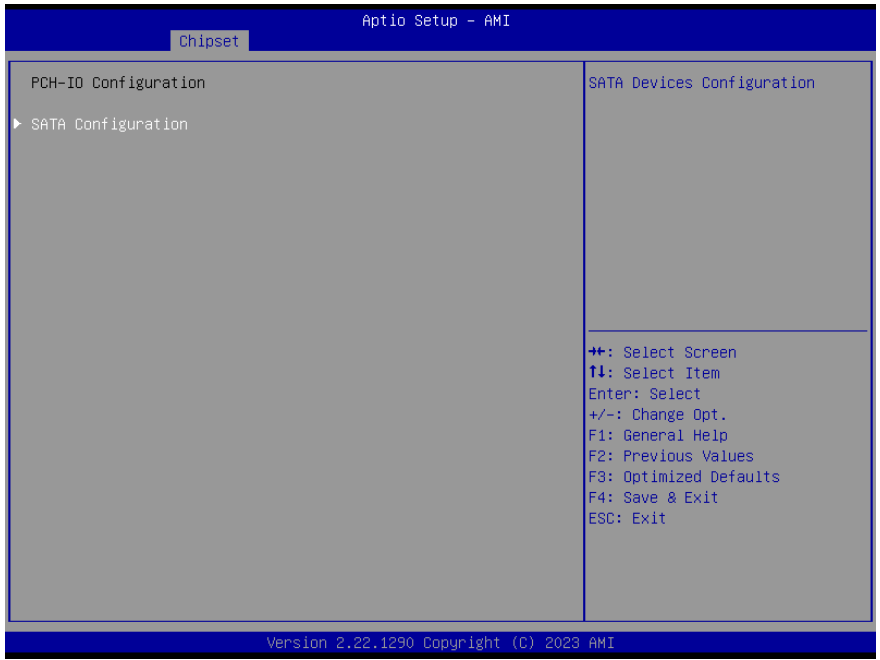 Aptio Setup - AMI
Chipset
PCH-IO Configuration
SATA Configuration
SATA Devices Configuration
→←: Select Screen
↑↓: Select Item
Enter: Select
+/-: Change Opt.
F1: General Help
F2: Previous Values
F3: Optimized Defaults
F4: Save & Exit
ESC: Exit
Version 2.22.1290 Copyright (C) 2023 AMI